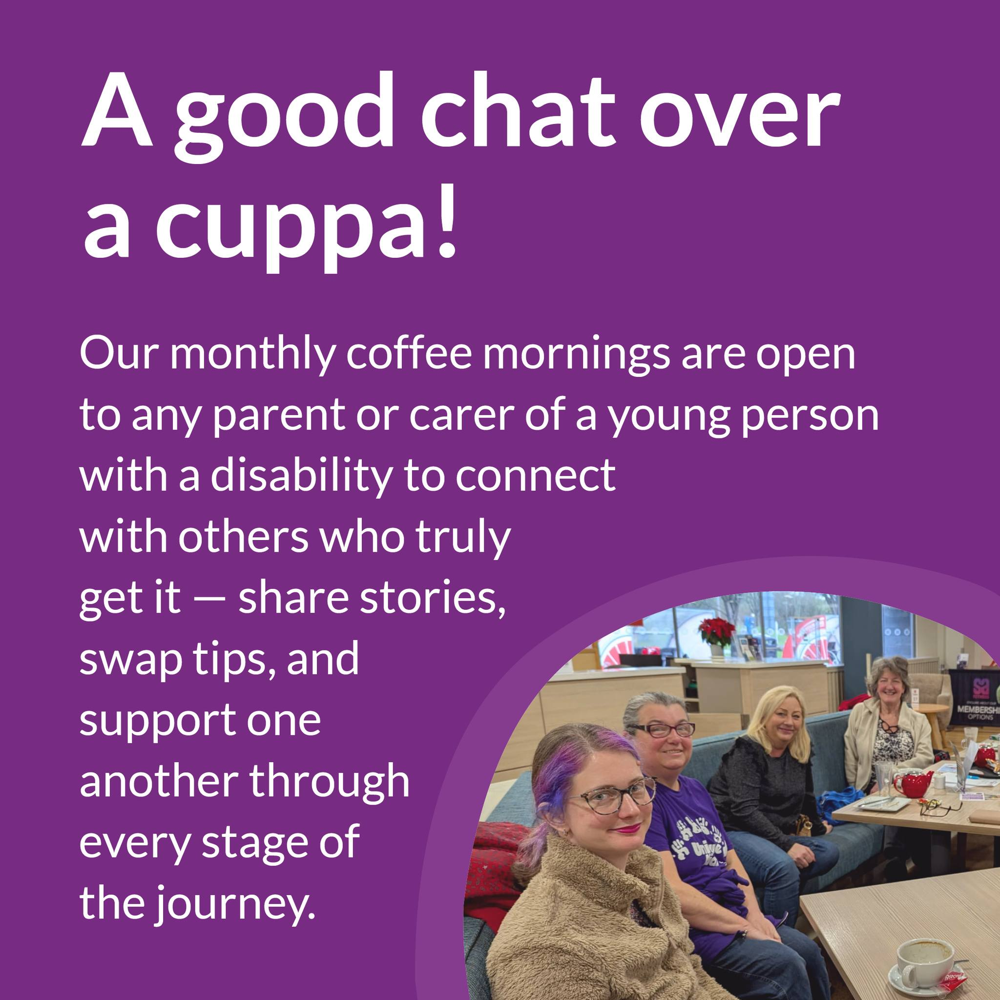 A good chat over
a cuppa!
Our monthly coffee mornings are open
to any parent or carer of a young person
with a disability to connect
with others who truly
get it — share stories,
swap tips, and
support one
another through
every stage of
the journey.
MEMBERSHI
OPTIONS